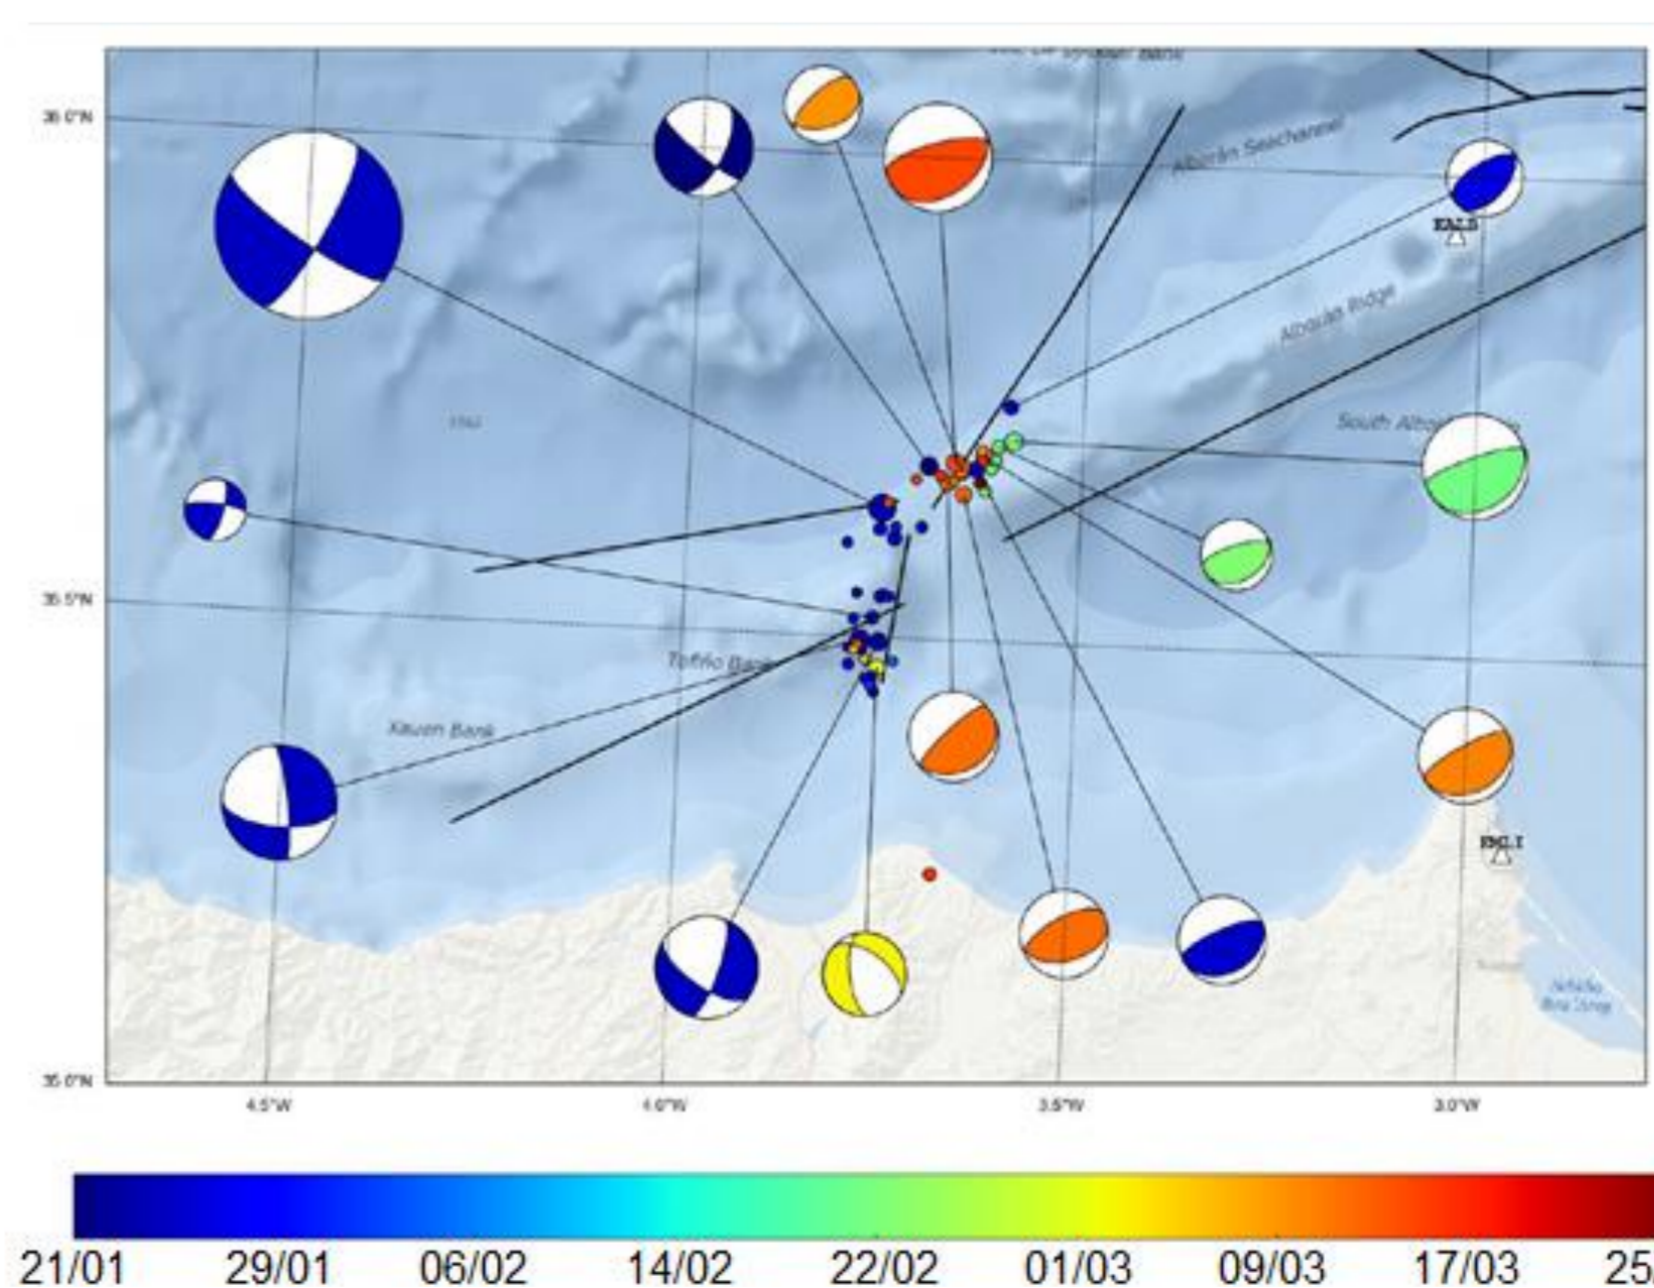 36.0°N
Alborán Seachannel
EALB
Alborán Ridge
South Albo
35.5°N
Tofiño Bank
Xauen Bank
EMLI
35.0°N
4.5°W
4.0°W
3.5°W
3.0°W
21/01 29/01 06/02 14/02 22/02 01/03 09/03 17/03 25